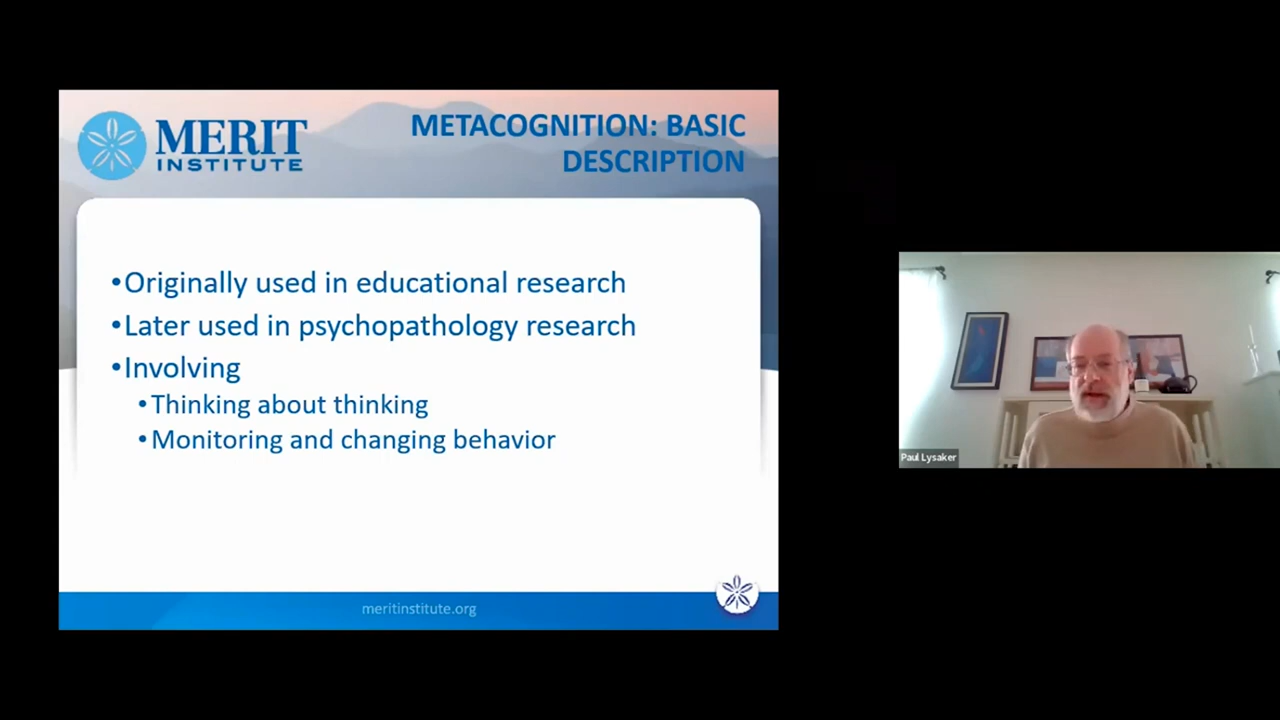 MERIT
INSTITUTE
METACOGNITION: BASIC
DESCRIPTION
•Originally used in educational research
•Later used in psychopathology research
•Involving
•Thinking about thinking
•Monitoring and changing behavior
meritinstitute.org
Paul Lysaker